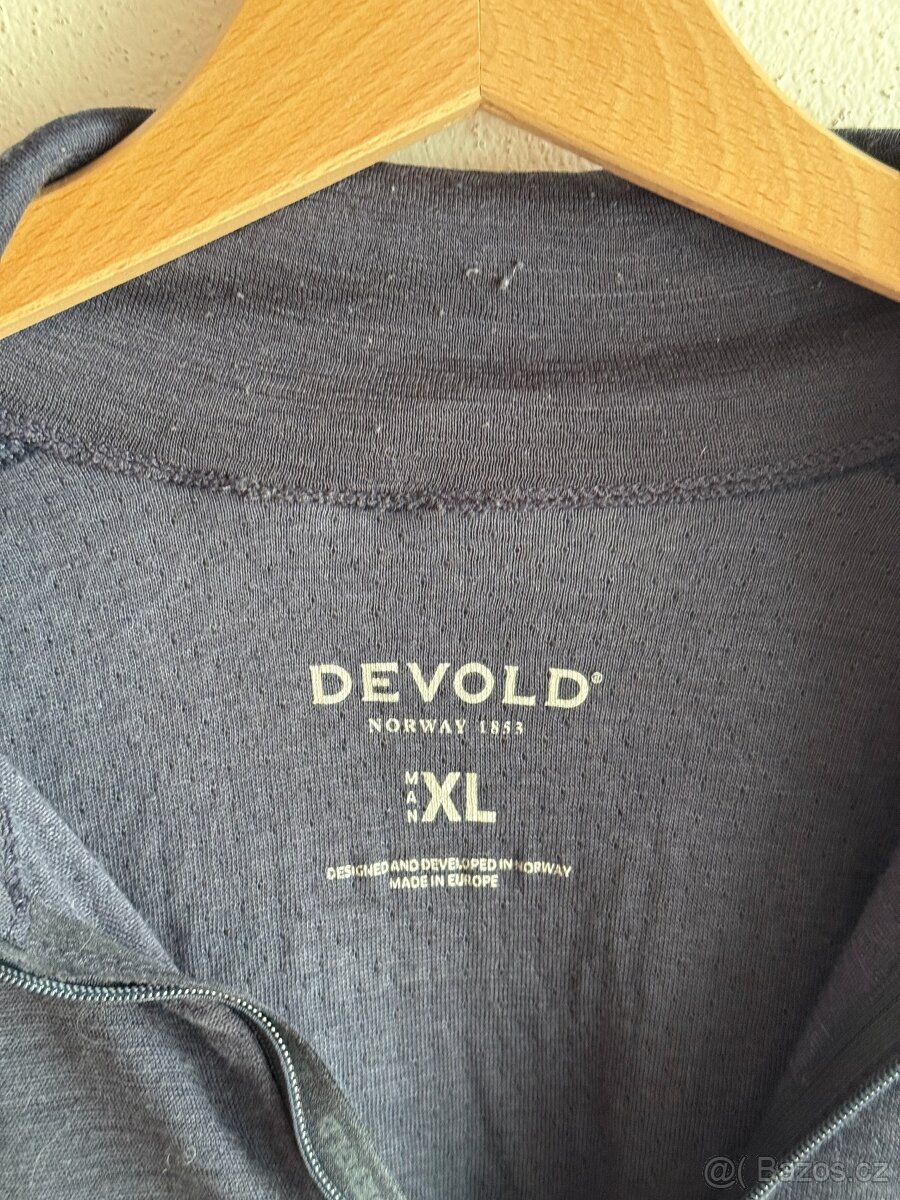 DEVOLD®
NORWAY 1853
MAN XL
DESIGNED AND DEVELOPED IN NORWAY
MADE IN EUROPE
@( Bazos.cz